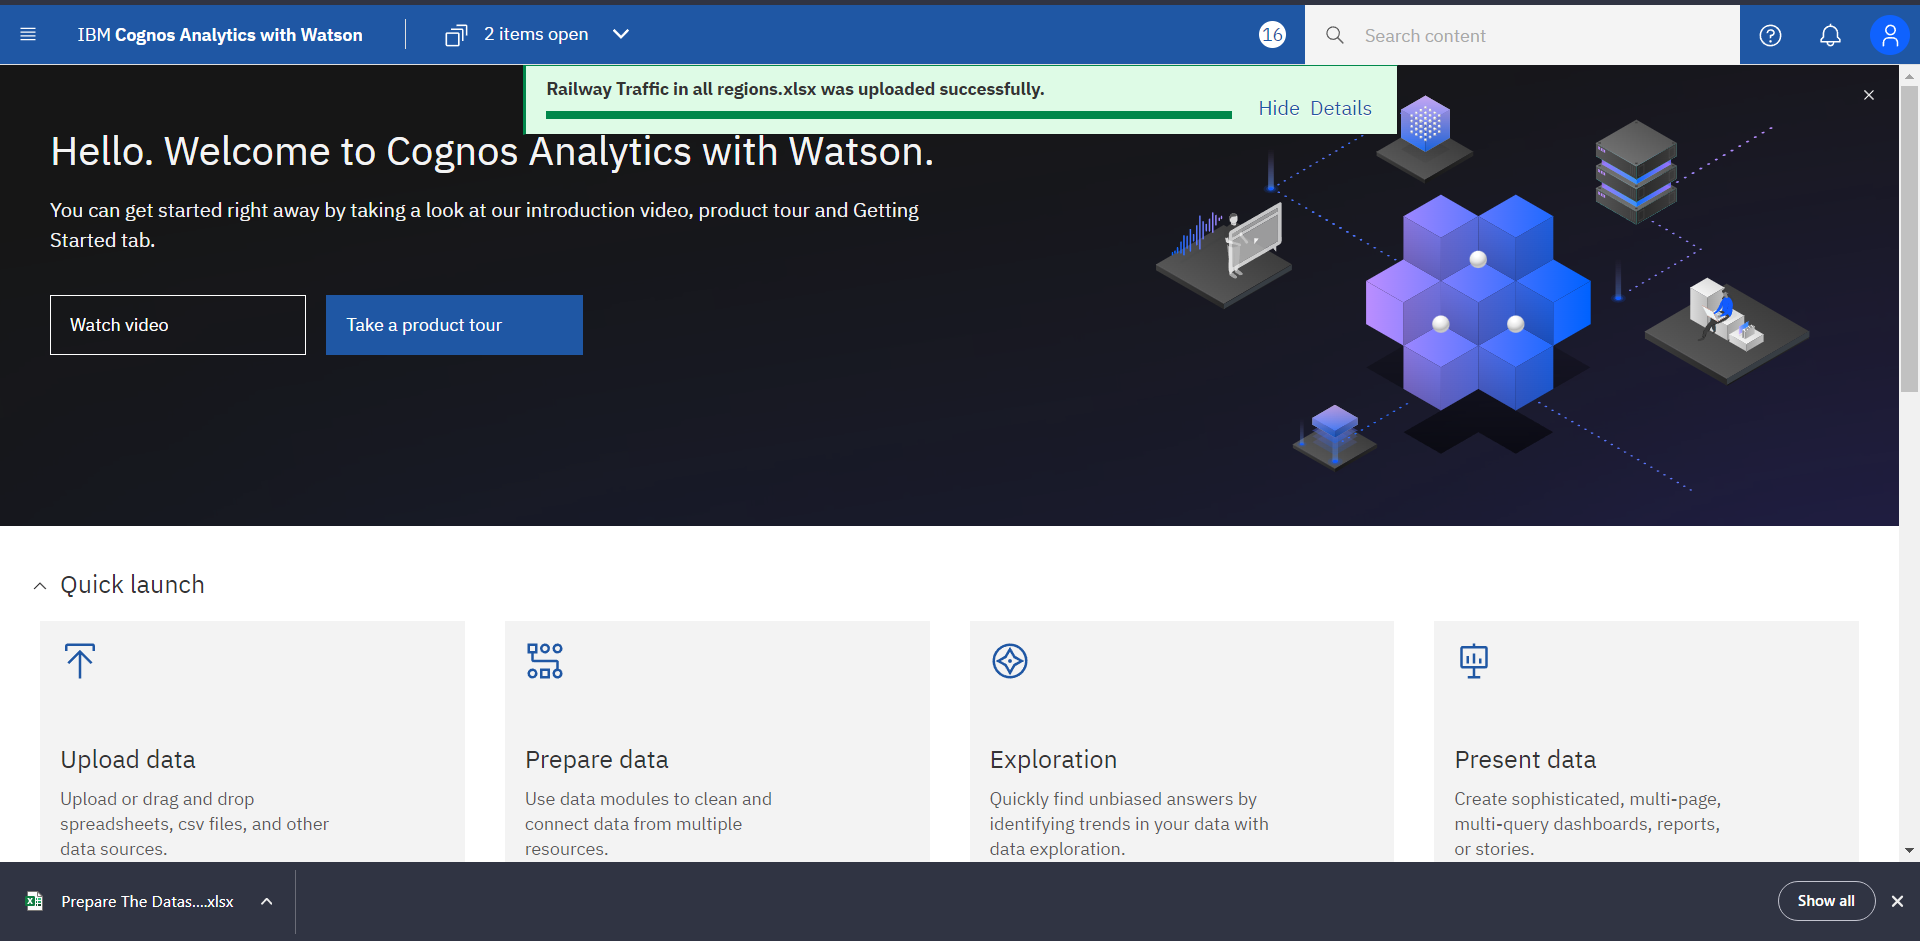 IBM Cognos Analytics with Watson
2 items open
16
Search content
Railway Traffic in all regions.xlsx was uploaded successfully.
Hide Details
Hello. Welcome to Cognos Analytics with Watson.
You can get started right away by taking a look at our introduction video, product tour and Getting
Started tab.
Watch video
Take a product tour
Quick launch
Upload data
Upload or drag and drop
spreadsheets, csv files, and other
data sources.
Prepare data
Use data modules to clean and
connect data from multiple
resources.
Exploration
Quickly find unbiased answers by
identifying trends in your data with
data exploration.
Present data
Create sophisticated, multi-page,
multi-query dashboards, reports,
or stories.
Prepare The Datas....xlsx
Show all